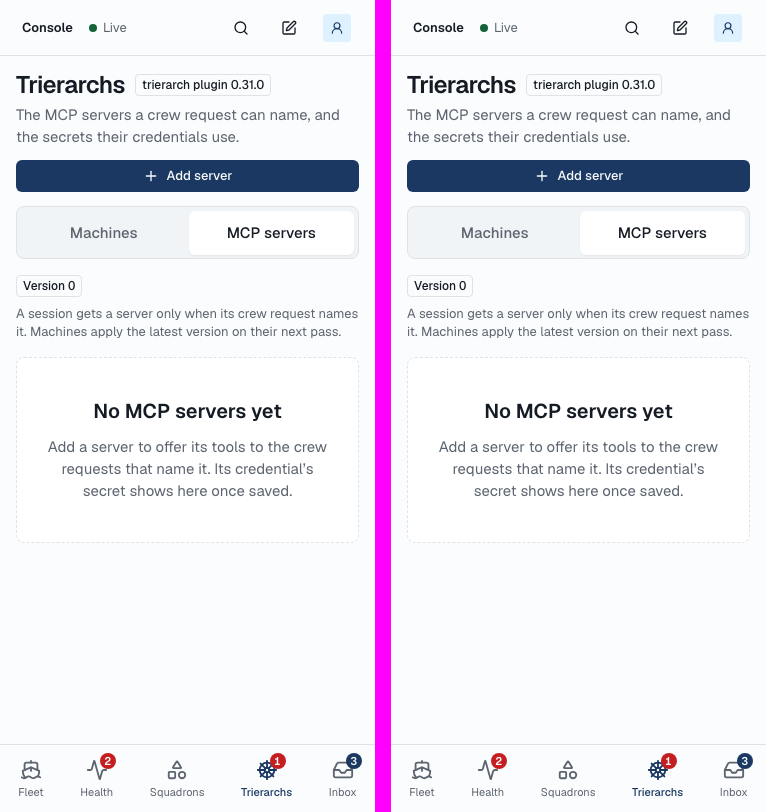 Console Live
Trierarchs trierarch plugin 0.31.0
The MCP servers a crew request can name, and
the secrets their credentials use.
Add server
Machines MCP servers
Version 0
A session gets a server only when its crew request names
it. Machines apply the latest version on their next pass.
No MCP servers yet
Add a server to offer its tools to the crew
requests that name it. Its credential's
secret shows here once saved.
2 1 3
Fleet Health Squadrons Trierarchs Inbox
Console Live
Trierarchs trierarch plugin 0.31.0
The MCP servers a crew request can name, and
the secrets their credentials use.
Add server
Machines MCP servers
Version 0
A session gets a server only when its crew request names
it. Machines apply the latest version on their next pass.
No MCP servers yet
Add a server to offer its tools to the crew
requests that name it. Its credential's
secret shows here once saved.
2 1 3
Fleet Health Squadrons Trierarchs Inbox